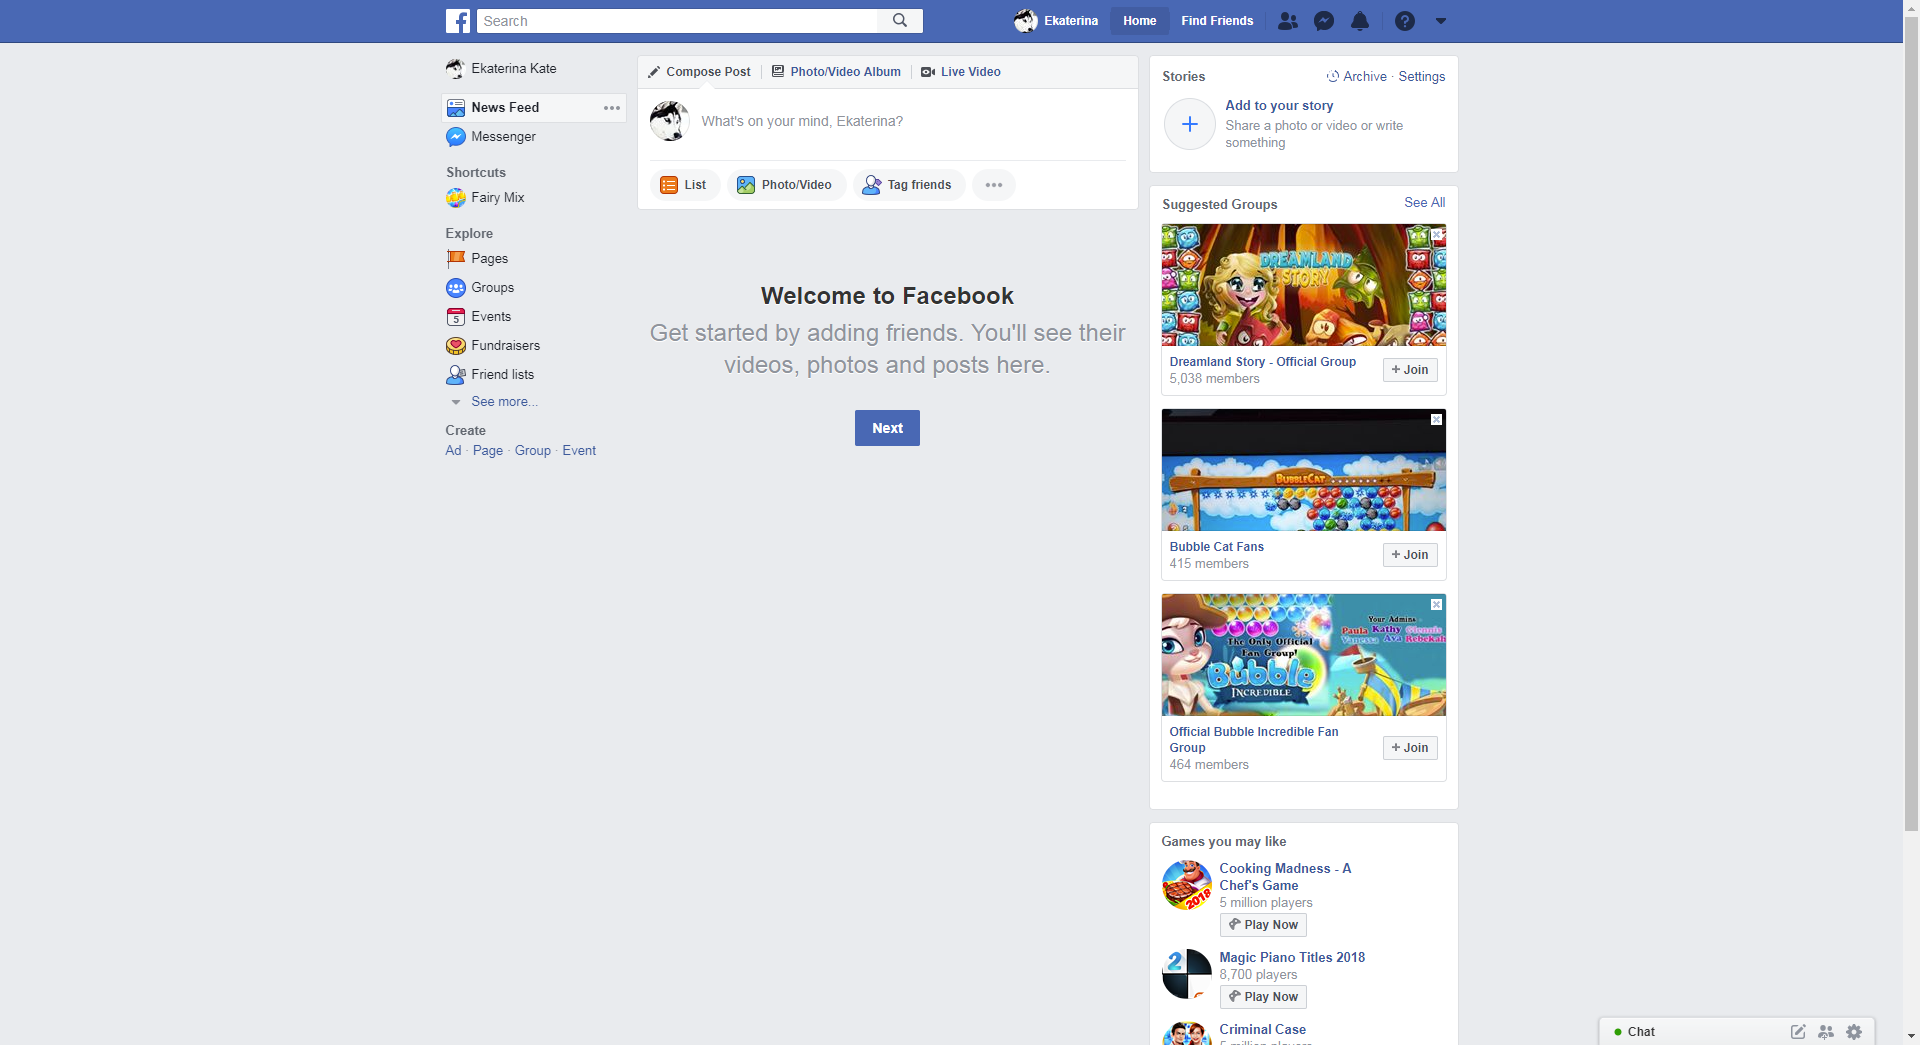 Search
Ekaterina
Home
Find Friends
Ekaterina Kate
News Feed
Messenger
Shortcuts
Fairy Mix
Explore
Pages
Groups
5
Events
Fundraisers
Friend lists
See more...
Create
Ad · Page · Group · Event
Compose Post
Photo/Video Album
Live Video
What's on your mind, Ekaterina?
List
Photo/Video
Tag friends
Welcome to Facebook
Get started by adding friends. You'll see their
videos, photos and posts here.
Next
Stories
Archive · Settings
Add to your story
Share a photo or video or write
something
Suggested Groups
See All
DREAMLAND
STORY
Dreamland Story - Official Group
5,038 members
+ Join
BUBBLECAT
Bubble Cat Fans
415 members
+ Join
Your Admins
Paula Kathy Glennis
Vanessa Ava Rebekah
The Only Official
Fan Group!
Bubble
INCREDIBLE
Official Bubble Incredible Fan
Group
464 members
+ Join
Games you may like
2018
Cooking Madness - A
Chef's Game
5 million players
Play Now
2
Magic Piano Titles 2018
8,700 players
Play Now
Criminal Case
5 million players
Chat